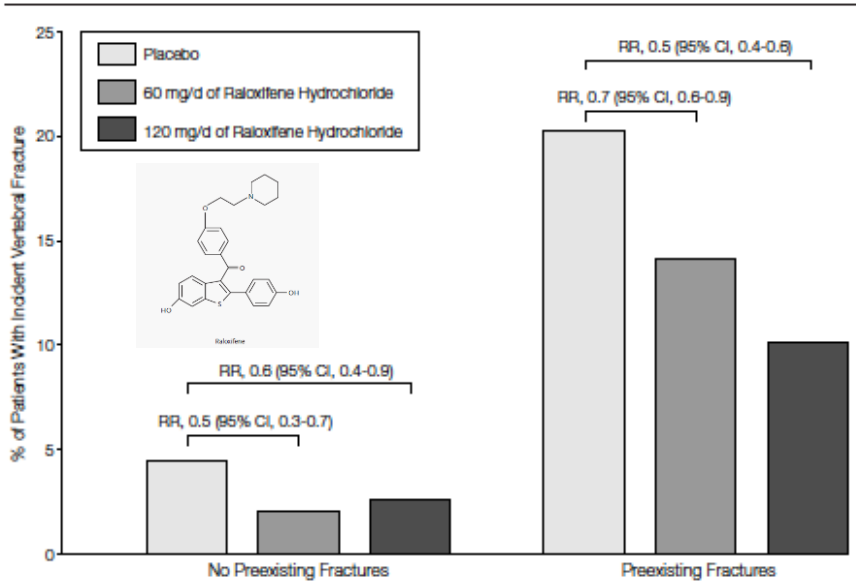 % of Patients With Incident Vertebral Fracture
25
20
15
10
5
0
Placebo
60 mg/d of Raloxifene Hydrochloride
120 mg/d of Raloxifene Hydrochloride
N
O
O
S
HO
OH
Raloxifene
RR, 0.6 (95% CI, 0.4-0.9)
RR, 0.5 (95% CI, 0.3-0.7)
RR, 0.5 (95% CI, 0.4-0.6)
RR, 0.7 (95% CI, 0.6-0.9)
No Preexisting Fractures
Preexisting Fractures